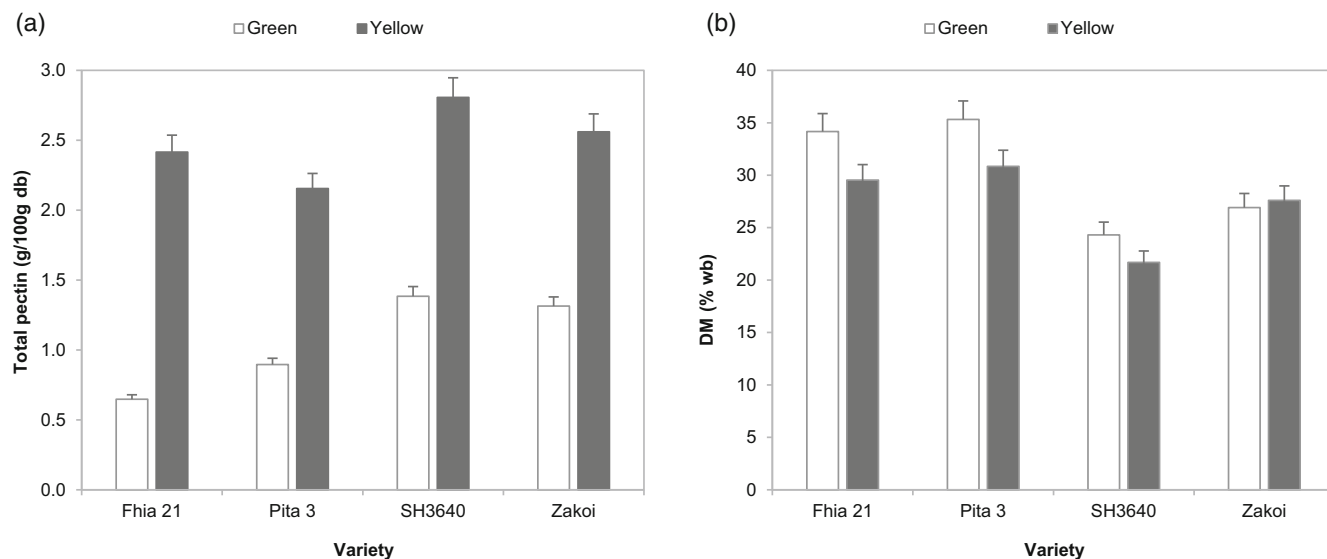 (a)
Green Yellow
Total pectin (g/100g db)
3.0
2.5
2.0
1.5
1.0
0.5
0.0
Fhia 21 Pita 3 SH3640 Zakoi
Variety
(b)
Green Yellow
DM (% wb)
40
35
30
25
20
15
10
5
0
Fhia 21 Pita 3 SH3640 Zakoi
Variety